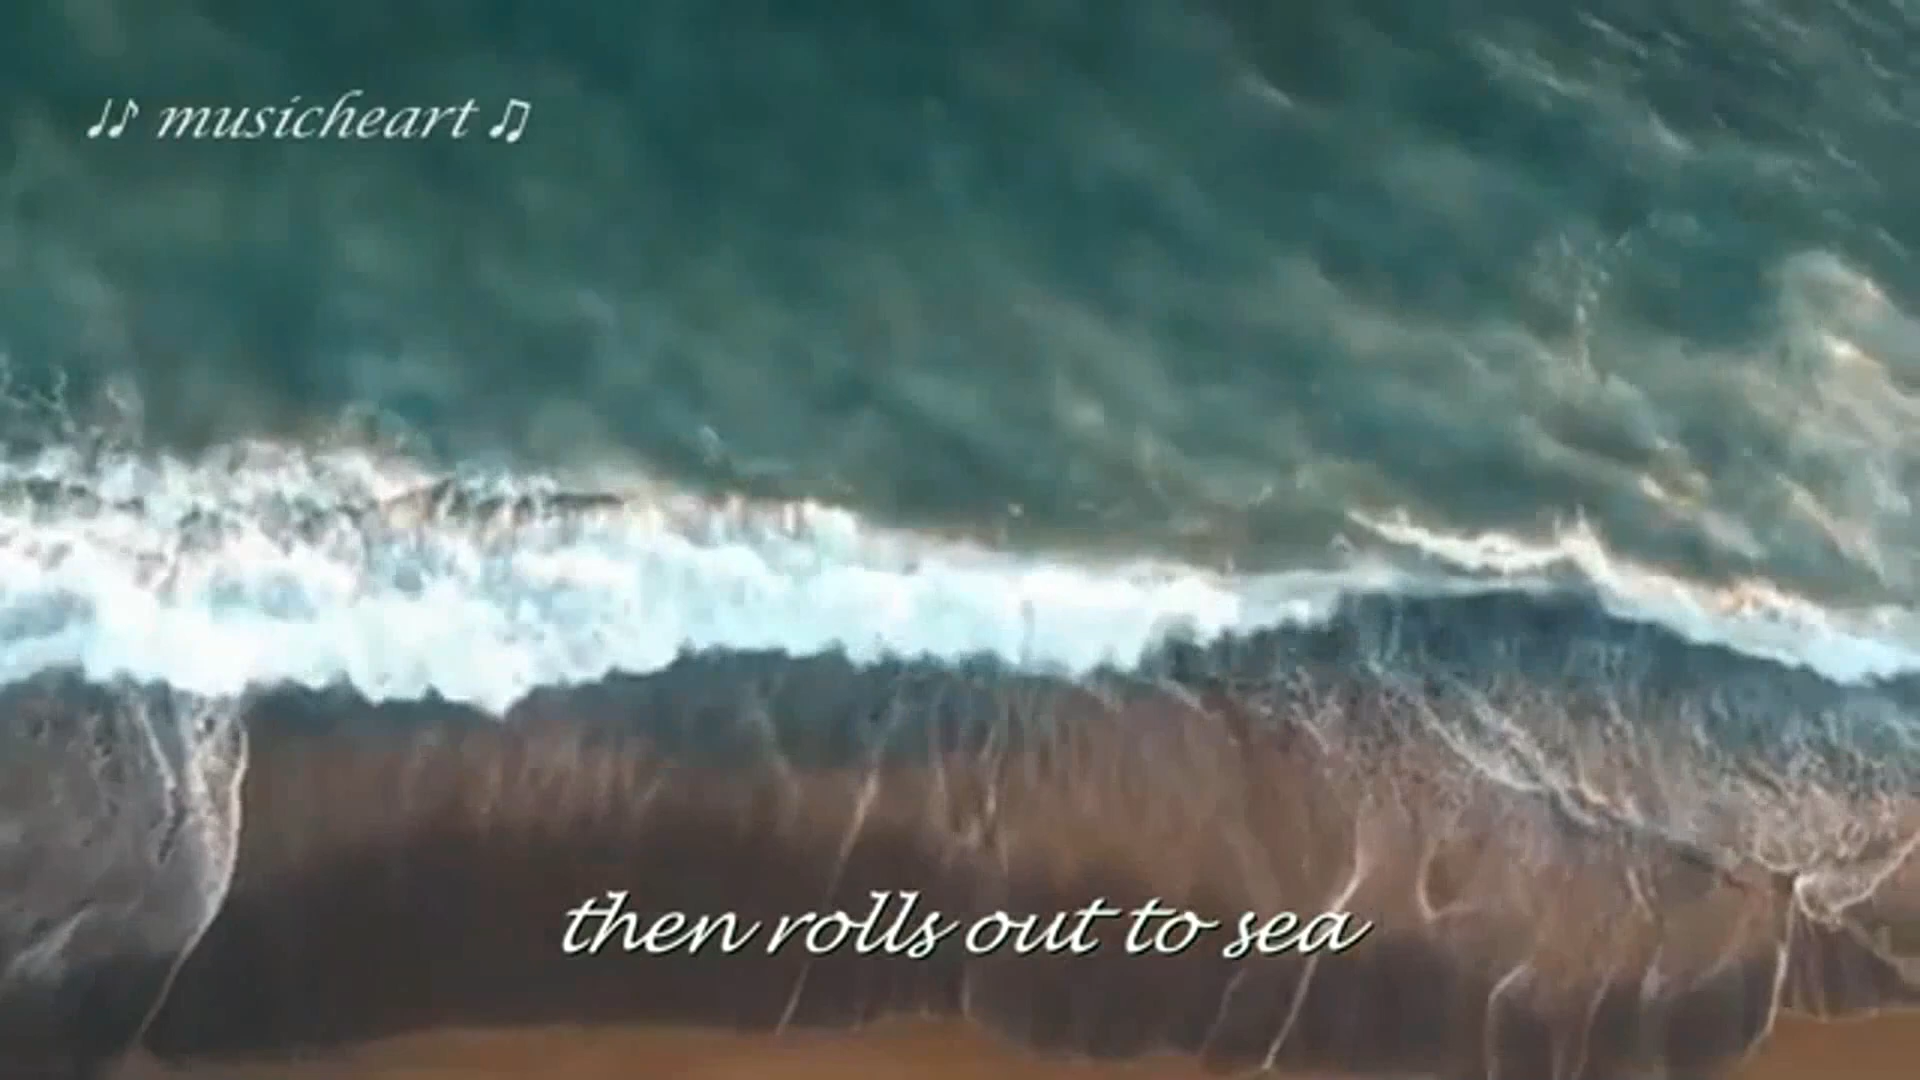 ♩♪ musicheart ♫
then rolls out to sea